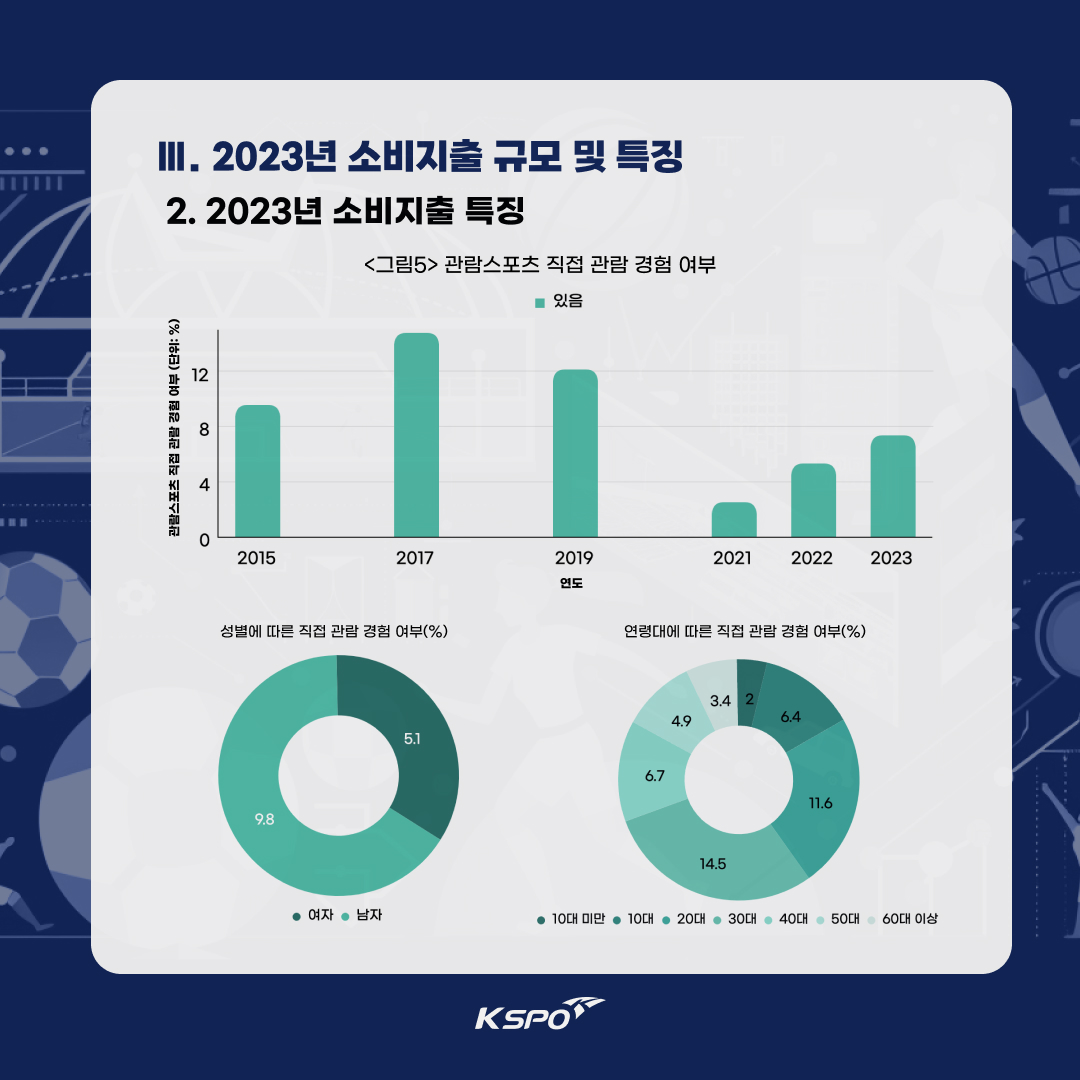 Ⅲ. 2023년 소비지출 규모 및 특징
2. 2023년 소비지출 특징
<그림5> 관람스포츠 직접 관람 경험 여부
있음
관람스포츠 직접 관람 경험 여부 (단위: %)
12
8
4
0
2015 2017 2019 2021 2022 2023
연도
성별에 따른 직접 관람 경험 여부(%)
5.1
9.8
여자 남자
연령대에 따른 직접 관람 경험 여부(%)
2
6.4
11.6
14.5
6.7
4.9
3.4
10대 미만 10대 20대 30대 40대 50대 60대 이상
KSPO